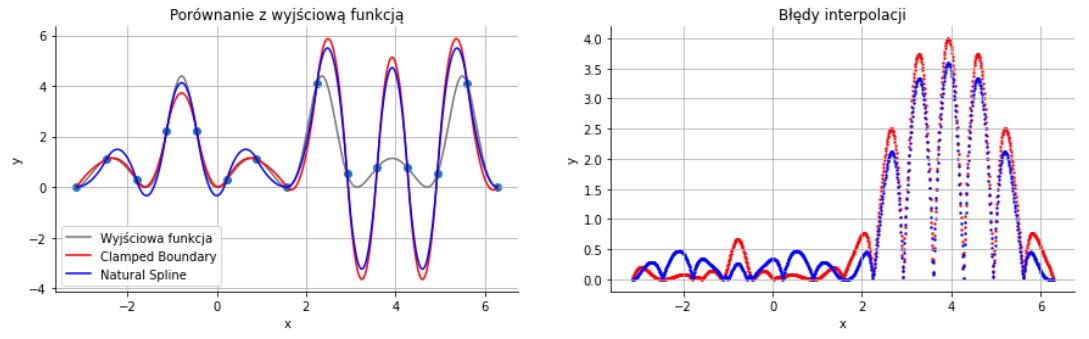 Porównanie z wyjściową funkcją
6
4
2
0
−2
−4
y
−2
0
2
4
6
x
Wyjściowa funkcja
Clamped Boundary
Natural Spline
Błędy interpolacji
4.0
3.5
3.0
2.5
2.0
1.5
1.0
0.5
0.0
y
−2
0
2
4
6
x